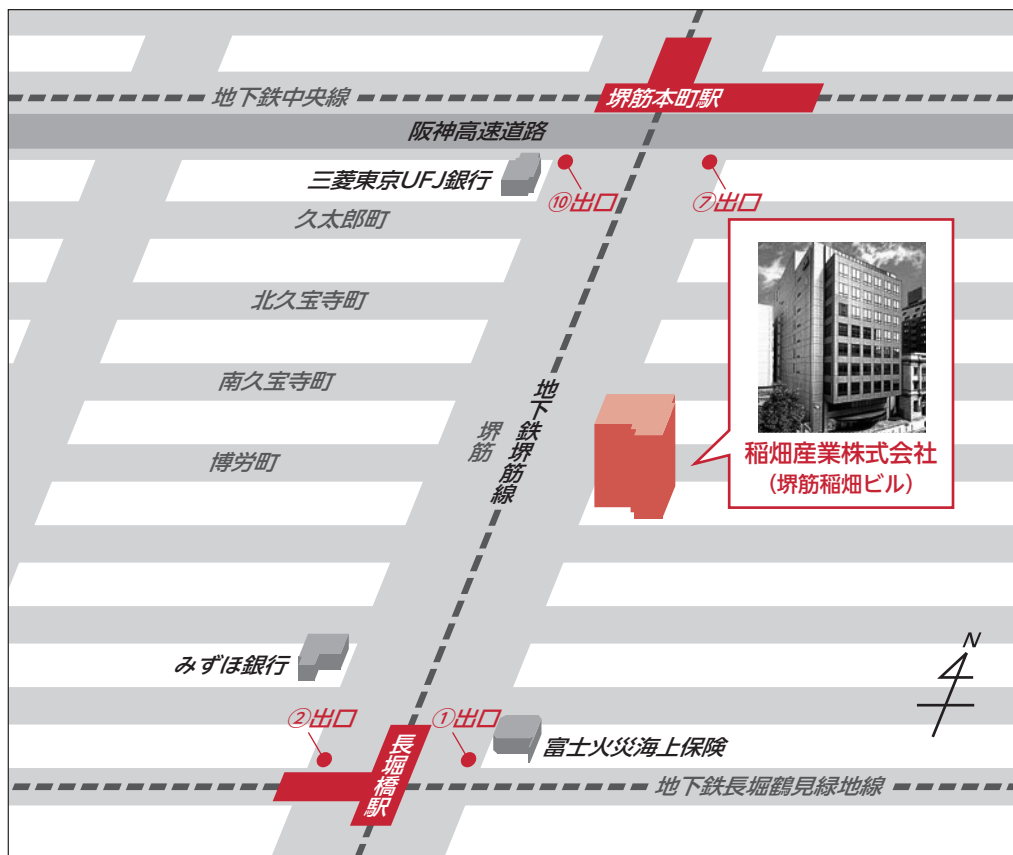 N
地下鉄中央線
堺筋本町駅
阪神高速道路
三菱東京UFJ銀行
⑩出口
⑦出口
久太郎町
北久宝寺町
南久宝寺町
博労町
堺筋
地下鉄堺筋線
稲畑産業株式会社
(堺筋稲畑ビル)
みずほ銀行
②出口
①出口
長堀橋駅
富士火災海上保険
地下鉄長堀鶴見緑地線